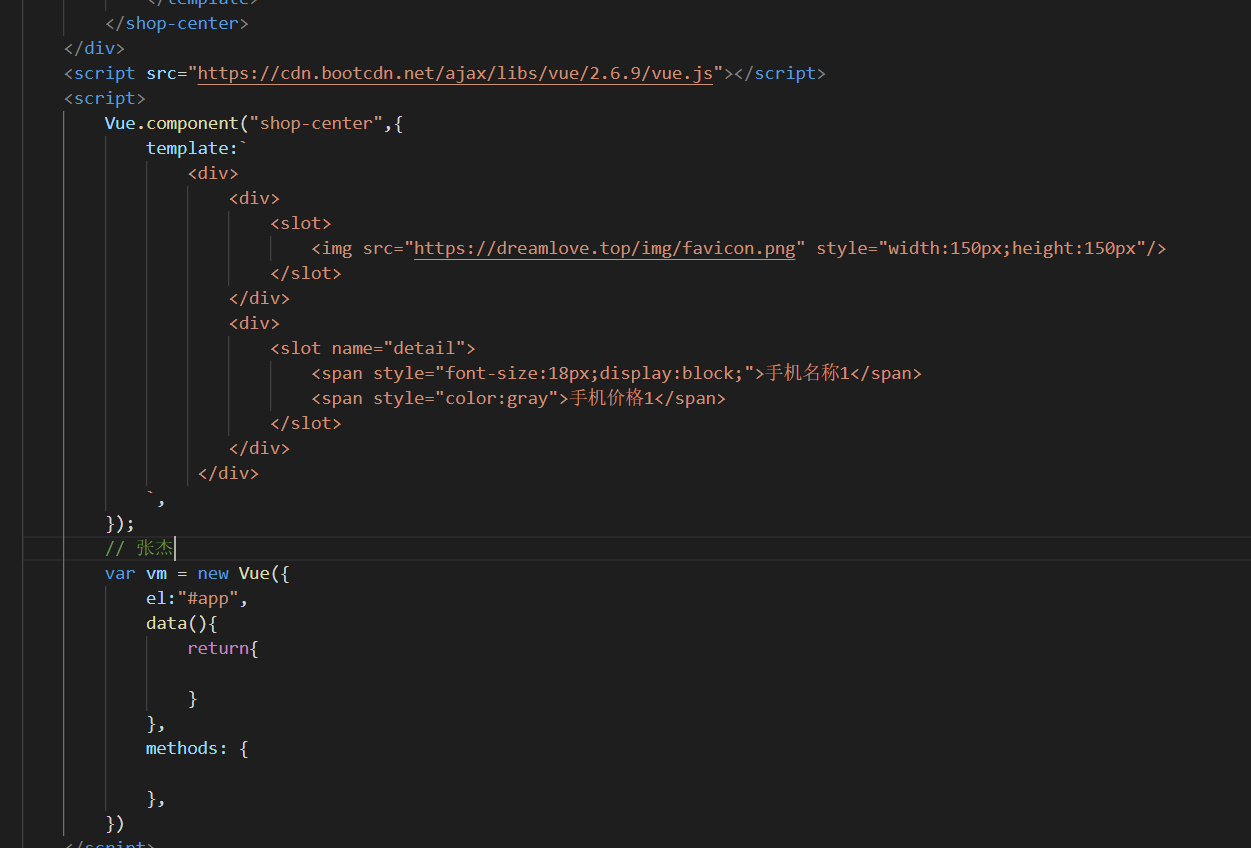 </template>
</shop-center>
</div>
<script src="https://cdn.bootcdn.net/ajax/libs/vue/2.6.9/vue.js"></script>
<script>
Vue.component("shop-center",{
template:`
<div>
<div>
<slot>
<img src="https://dreamlove.top/img/favicon.png" style="width:150px;height:150px"/>
</slot>
</div>
<div>
<slot name="detail">
<span style="font-size:18px;display:block;">手机名称1</span>
<span style="color:gray">手机价格1</span>
</slot>
</div>
</div>
`,
});
// 张杰
var vm = new Vue({
el:"#app",
data(){
return{
}
},
methods: {
},
})
</script>